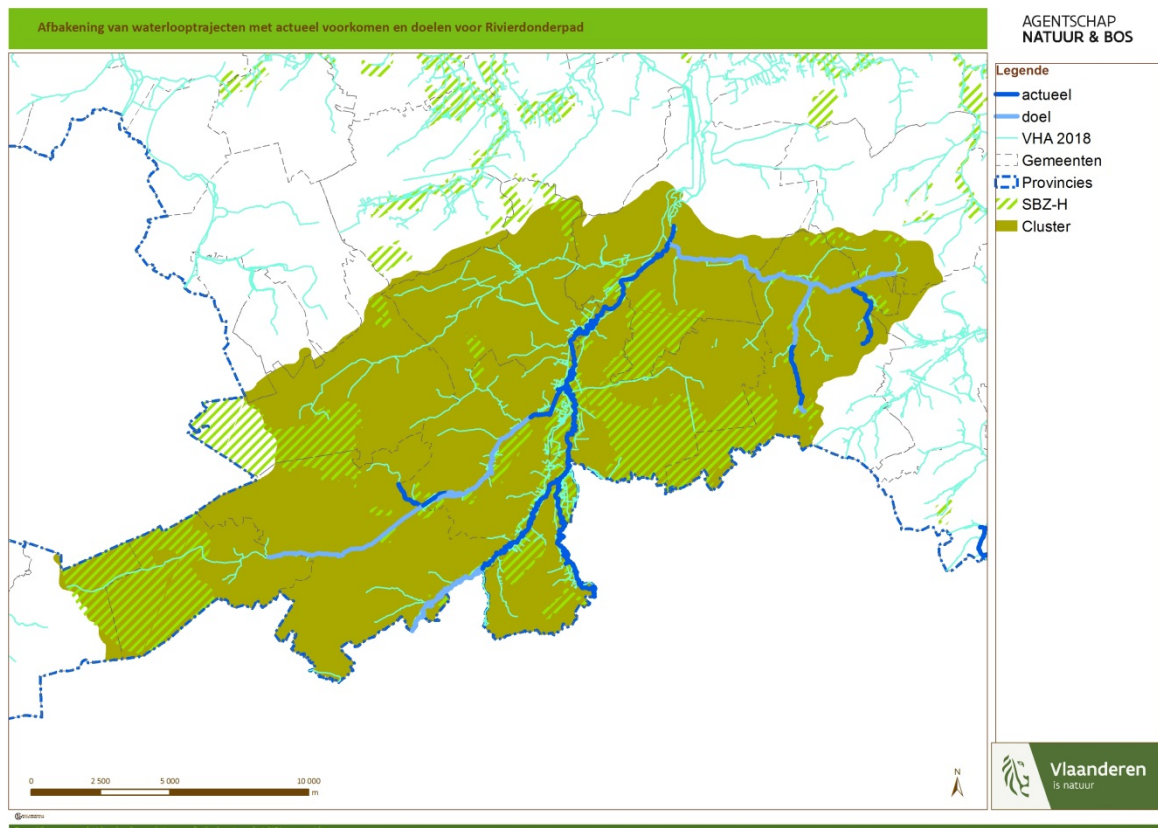 Afbakening van waterlooptrajecten met actueel voorkomen en doelen voor Rivierdonderpad
AGENTSCHAP
NATUUR & BOS
Legende
actueel
doel
VHA 2018
Gemeenten
Provincies
SBZ-H
Cluster
0 2 500 5 000 10 000
m
N
Vlaanderen
is natuur